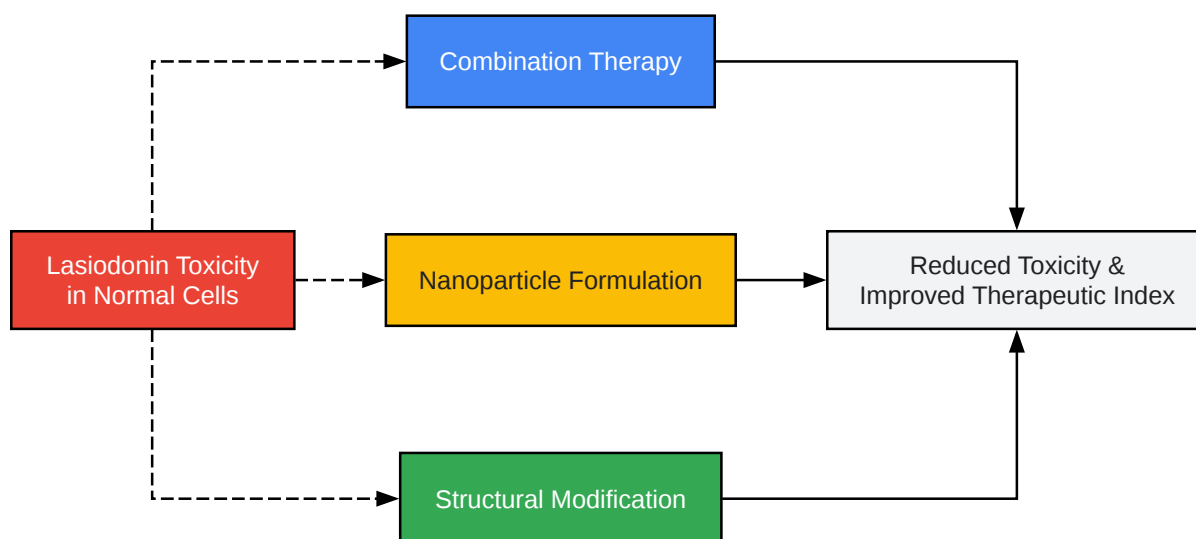 Combination Therapy
Lasiodonin Toxicity
in Normal Cells
Nanoparticle Formulation
Reduced Toxicity &
Improved Therapeutic Index
Structural Modification